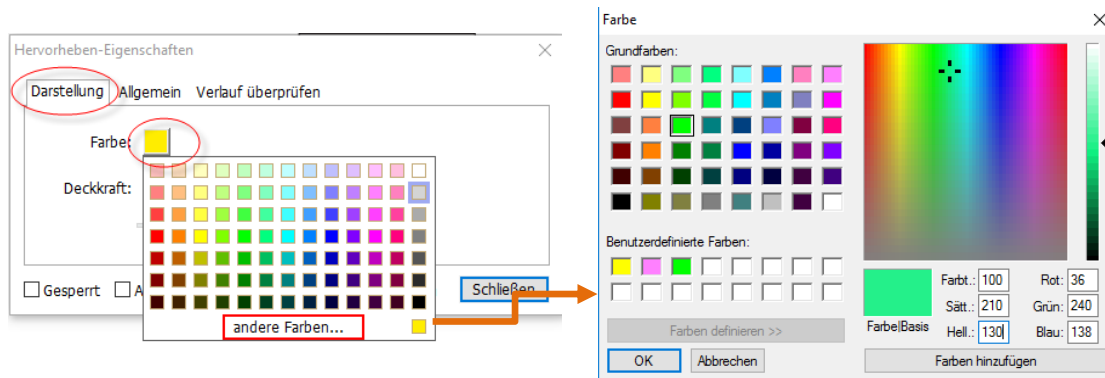 Hervorheben-Eigenschaften
Darstellung Allgemein Verlauf überprüfen
Farbe:
Deckkraft:
Gesperrt A
Schließen
andere Farben...
Farbe
Grundfarben:
Benutzerdefinierte Farben:
Farben definieren >>
OK Abbrechen
Farbe|Basis
Farbt.: 100 Rot: 36
Sätt.: 210 Grün: 240
Hell.: 130 Blau: 138
Farben hinzufügen